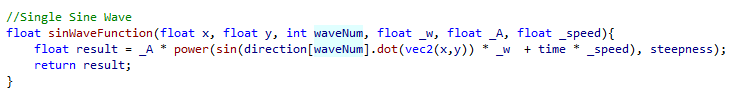 //Single Sine Wave
float sinWaveFunction(float x, float y, int waveNum, float _w, float _A, float _speed){
    float result = _A * power(sin(direction[waveNum].dot(vec2(x,y)) * _w  + time * _speed), steepness);
    return result;
}